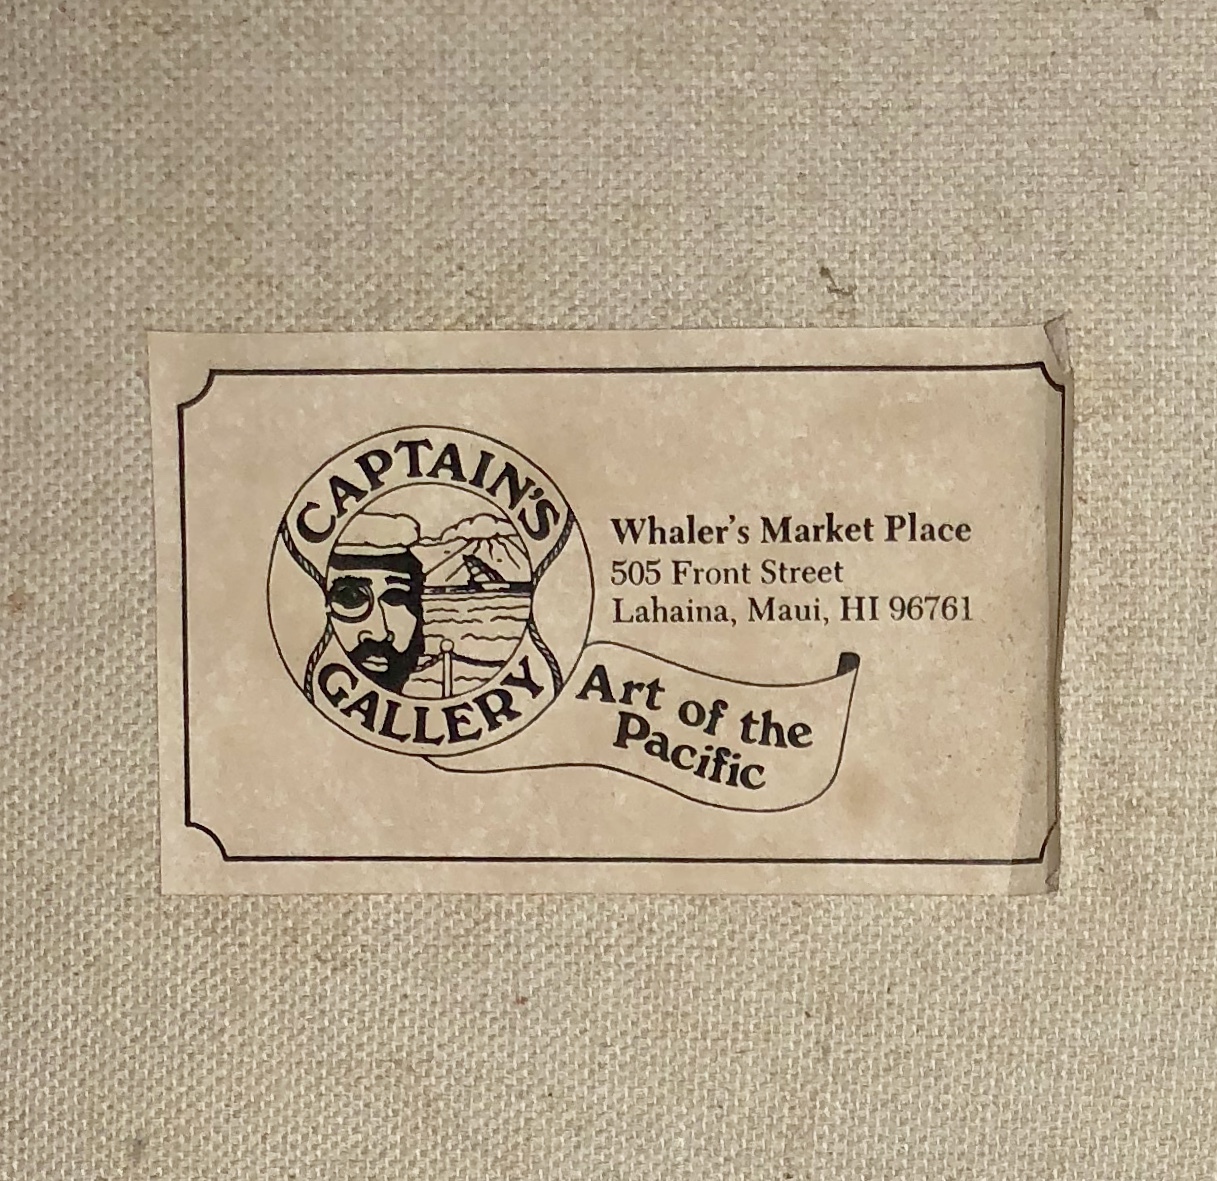 CAPTAIN'S
GALLERY
Whaler's Market Place
505 Front Street
Lahaina, Maui, HI 96761
Art of the
Pacific